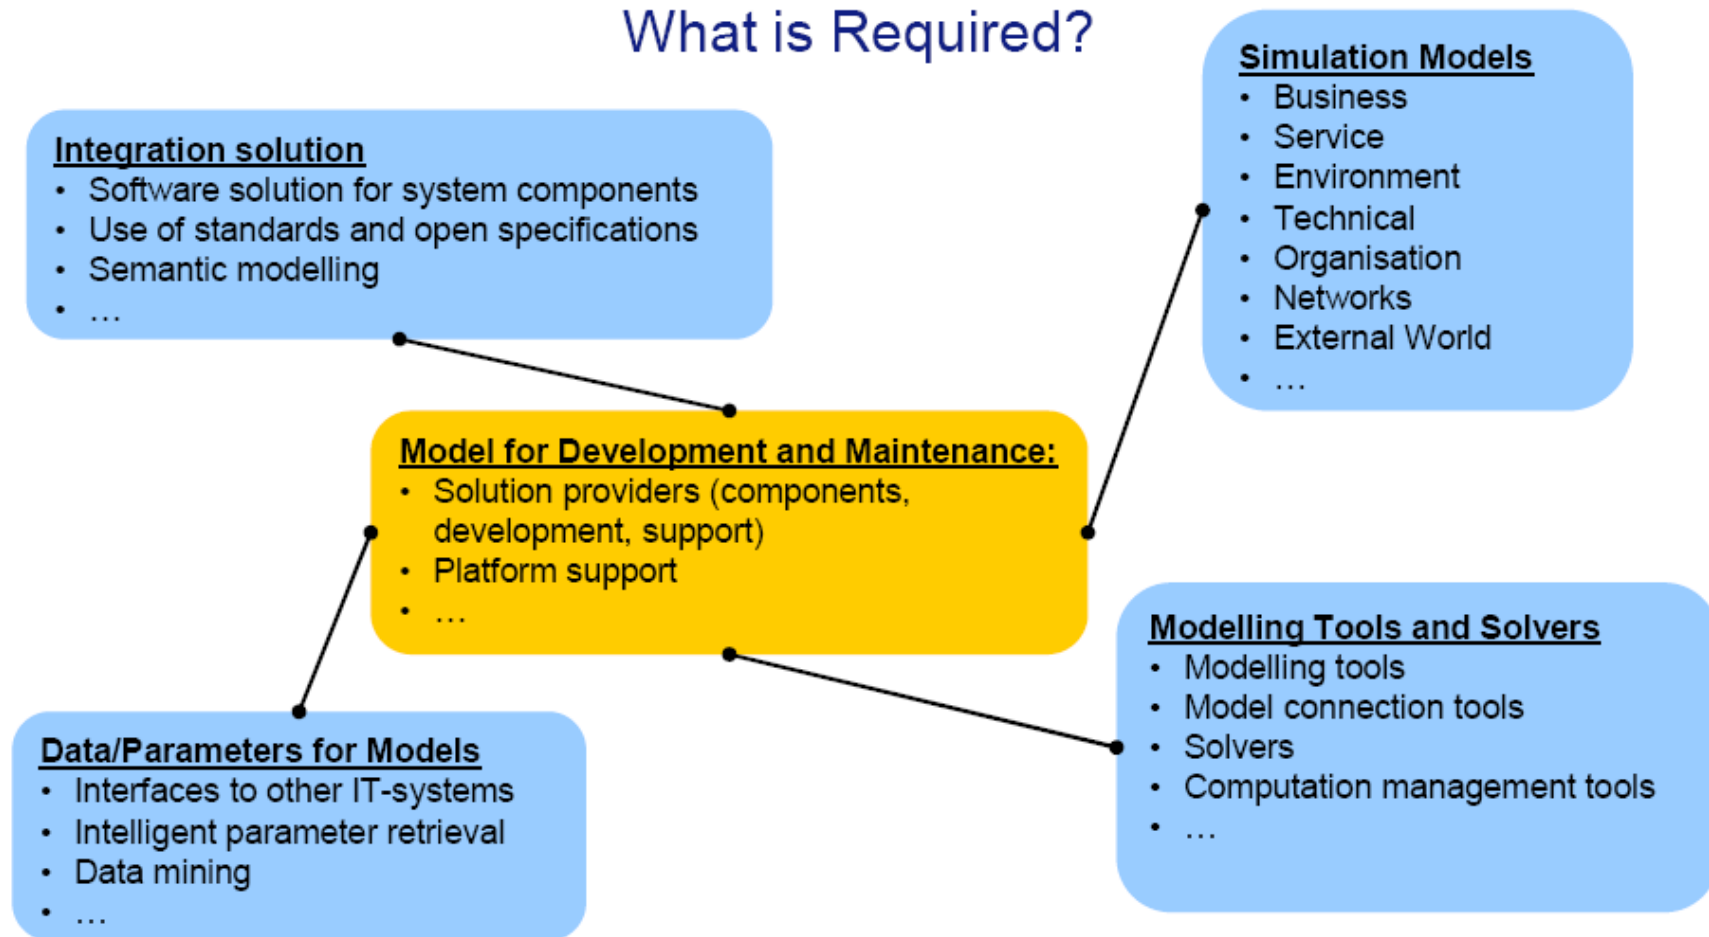 What is Required?
Integration solution
• Software solution for system components
• Use of standards and open specifications
• Semantic modelling
• …
Simulation Models
• Business
• Service
• Environment
• Technical
• Organisation
• Networks
• External World
• …
Model for Development and Maintenance:
• Solution providers (components,
development, support)
• Platform support
• …
Data/Parameters for Models
• Interfaces to other IT-systems
• Intelligent parameter retrieval
• Data mining
• …
Modelling Tools and Solvers
• Modelling tools
• Model connection tools
• Solvers
• Computation management tools
• …